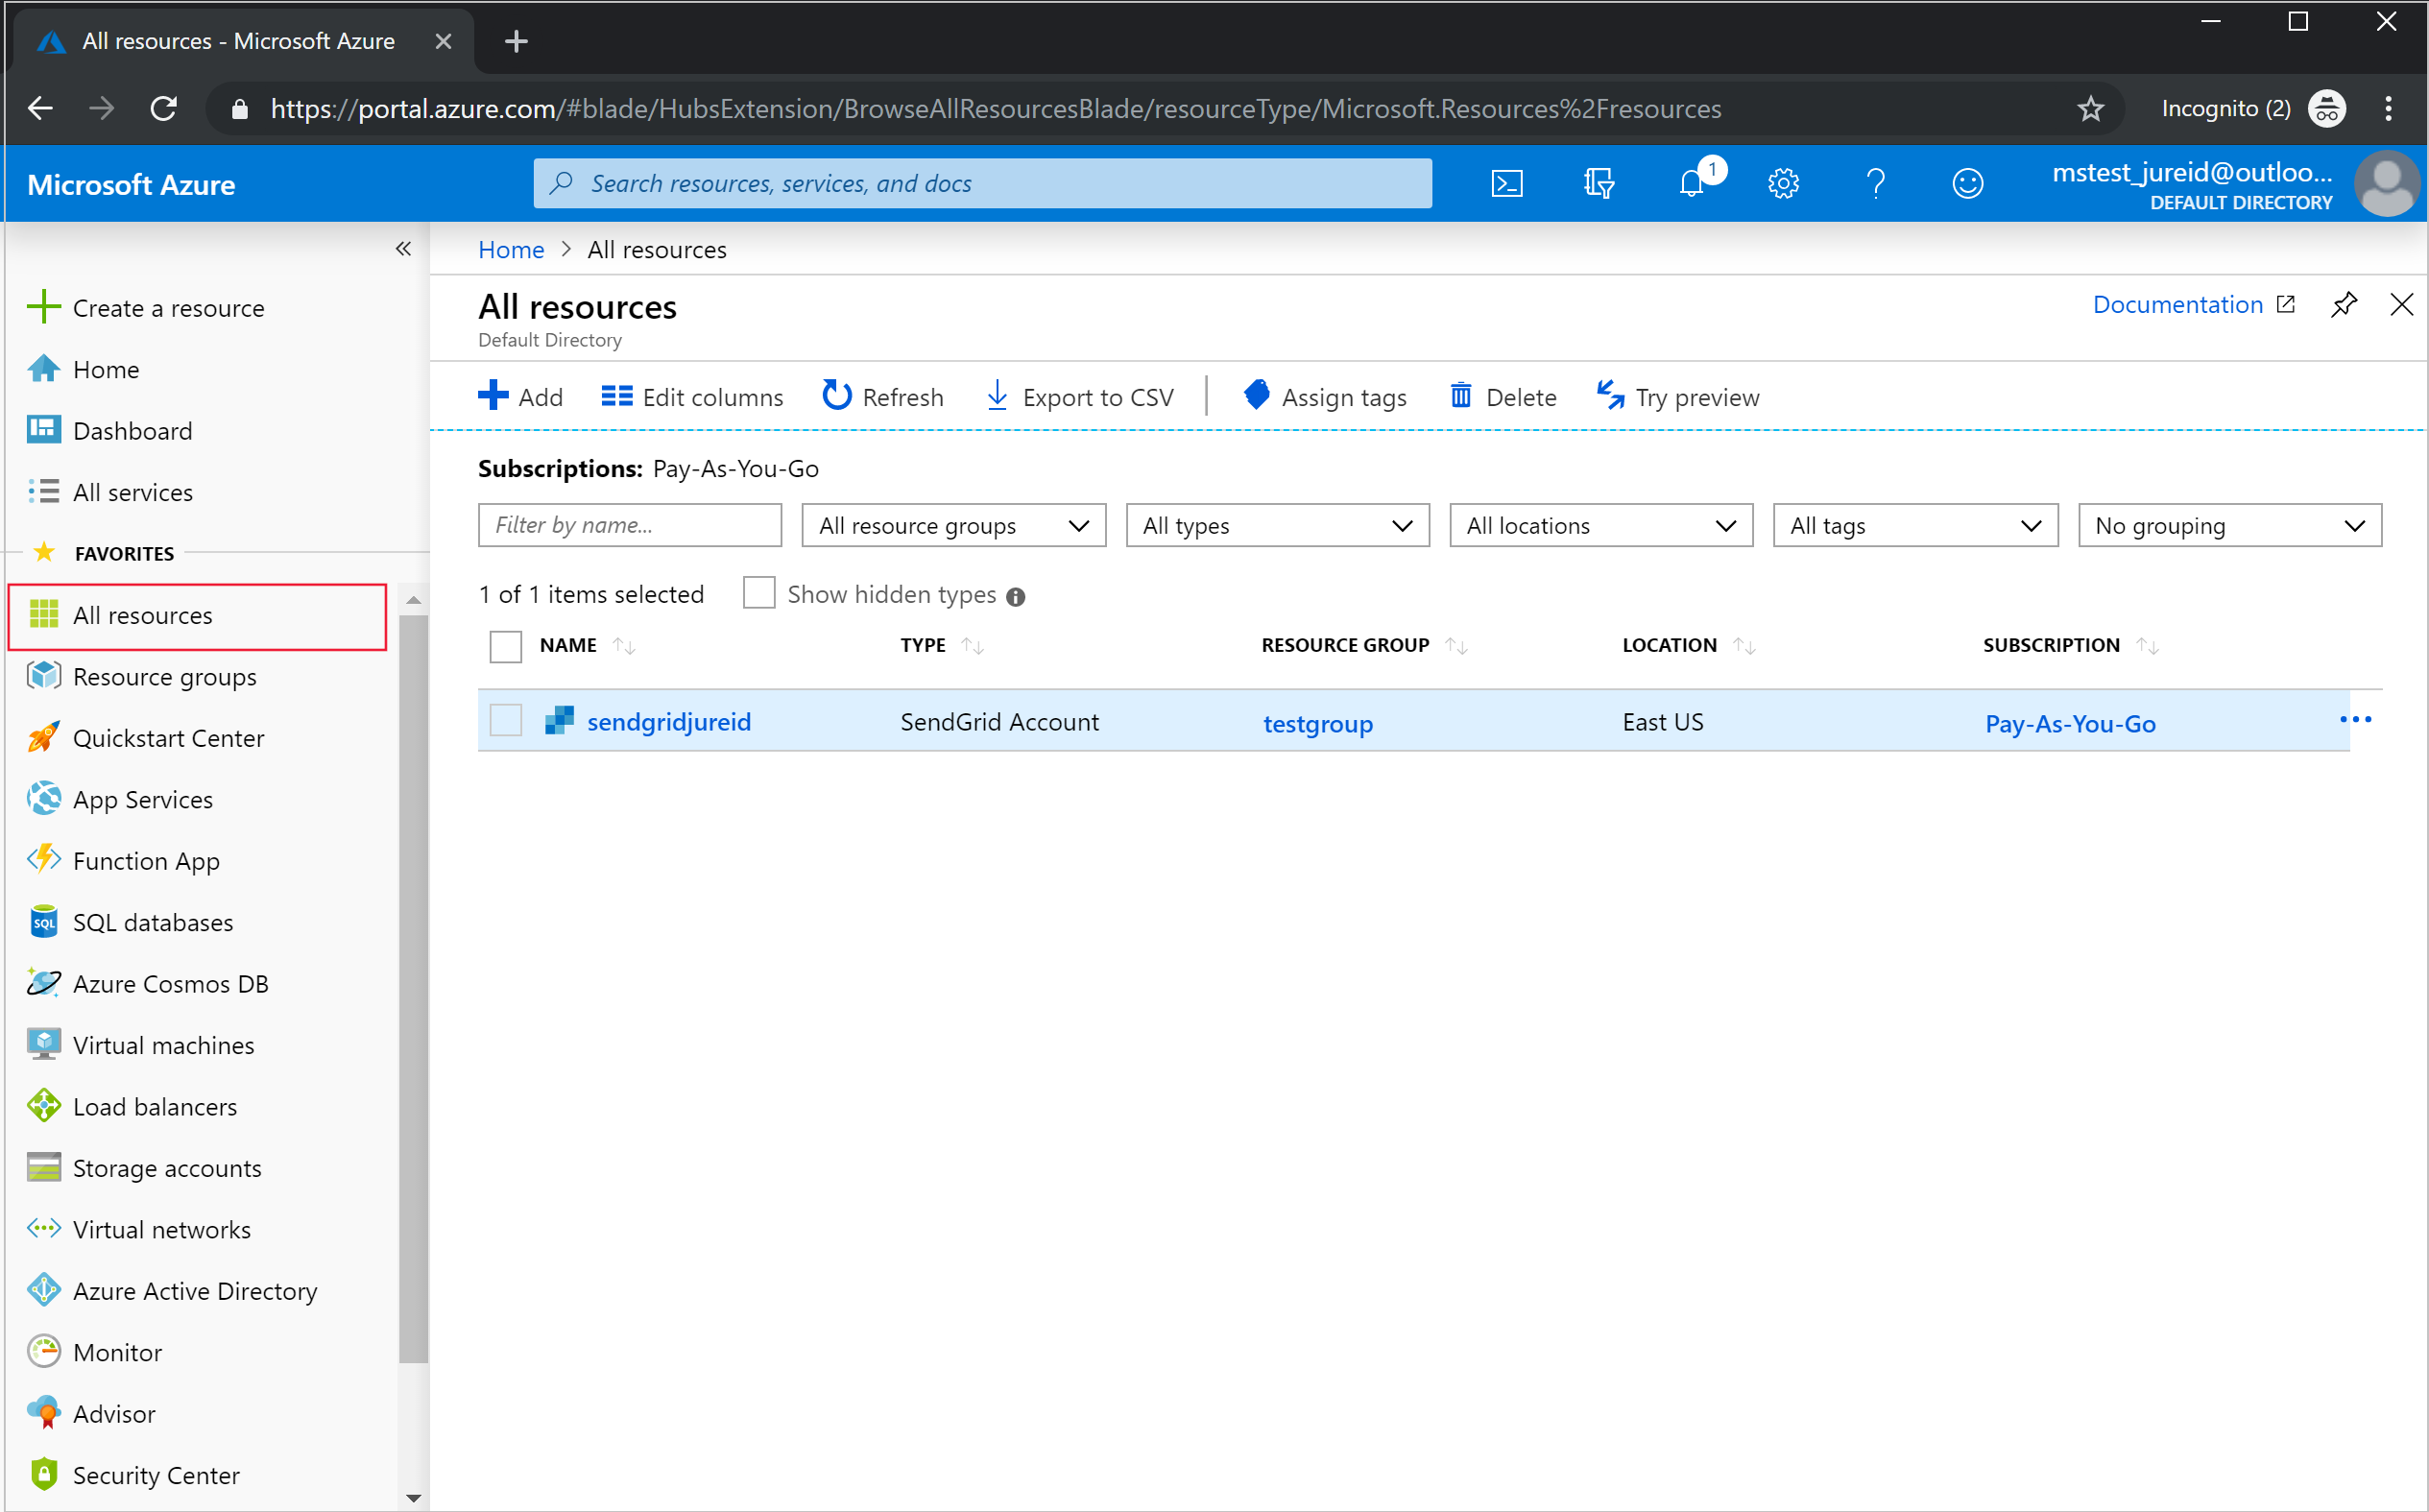 All resources - Microsoft Azure
https://portal.azure.com/#blade/HubsExtension/BrowseAllResourcesBlade/resourceType/Microsoft.Resources%2Fresources
Incognito (2)
Microsoft Azure
Search resources, services, and docs
1
mstest_jureid@outloo...
DEFAULT DIRECTORY
Create a resource
Home
Dashboard
All services
FAVORITES
All resources
Resource groups
Quickstart Center
App Services
Function App
SQL
SQL databases
Azure Cosmos DB
Virtual machines
Load balancers
Storage accounts
Virtual networks
Azure Active Directory
Monitor
Advisor
Security Center
Home > All resources
All resources
Default Directory
Documentation
Add Edit columns Refresh Export to CSV Assign tags Delete Try preview
Subscriptions: Pay-As-You-Go
Filter by name... All resource groups All types All locations All tags No grouping
1 of 1 items selected Show hidden types
NAME TYPE RESOURCE GROUP LOCATION SUBSCRIPTION
sendgridjureid SendGrid Account testgroup East US Pay-As-You-Go